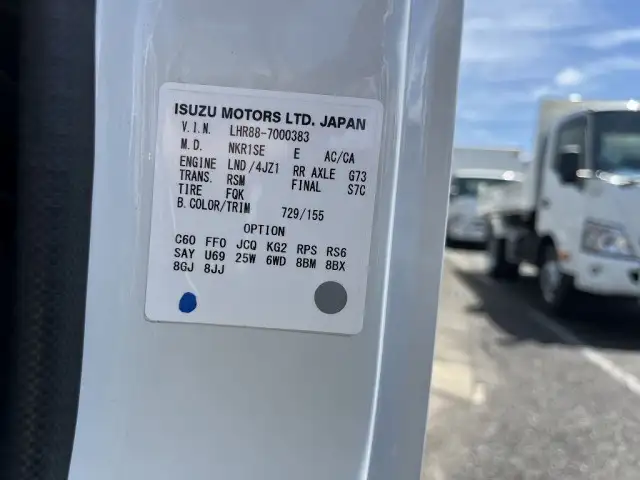 ISUZU MOTORS LTD. JAPAN
V.I.N. LHR88-7000383
M.D. NKR1SE E AC/CA
ENGINE LND/4JZ1 RR AXLE G73
TRANS. RSM FINAL S7C
TIRE FQK
B.COLOR/TRIM 729/155
OPTION
C60 FF0 JCQ KG2 RPS RS6
SAY U69 25W 6WD 8BM 8BX
8GJ 8JJ